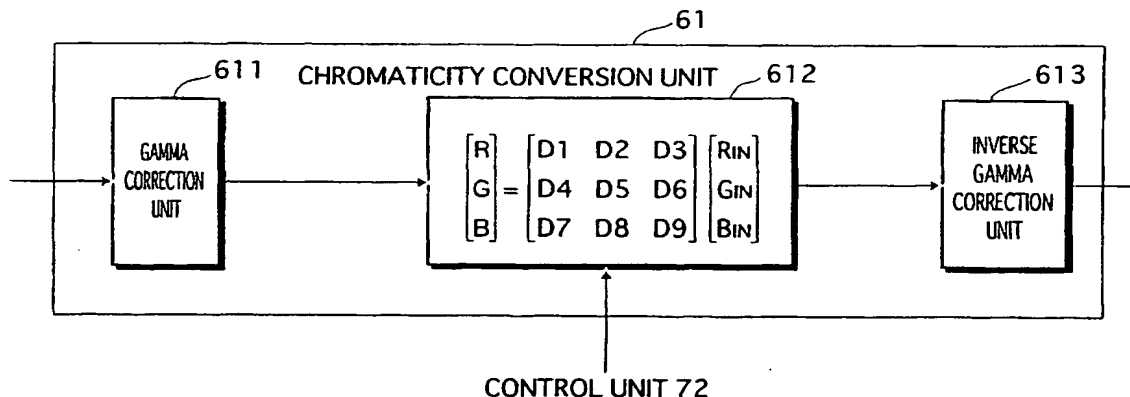 61
CHROMATICITY CONVERSION UNIT
611
612
613
GAMMA
CORRECTION
UNIT
[R] [D1 D2 D3] [RIN]
[G] = [D4 D5 D6] [GIN]
[B] [D7 D8 D9] [BIN]
INVERSE
GAMMA
CORRECTION
UNIT
CONTROL UNIT 72